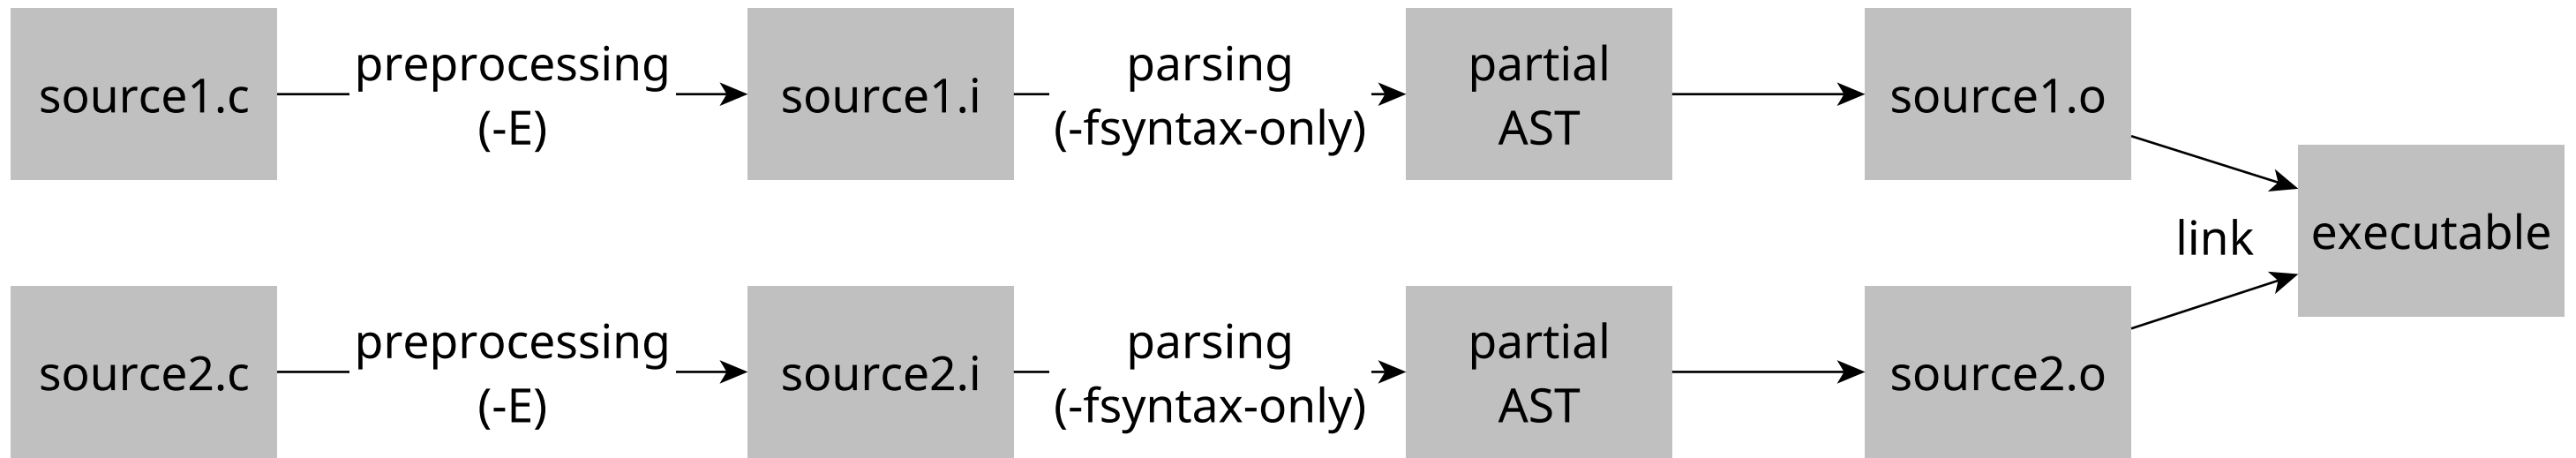 source1.c
preprocessing
(-E)
source1.i
parsing
(-fsyntax-only)
partial
AST
source1.o
link
executable
source2.c
preprocessing
(-E)
source2.i
parsing
(-fsyntax-only)
partial
AST
source2.o